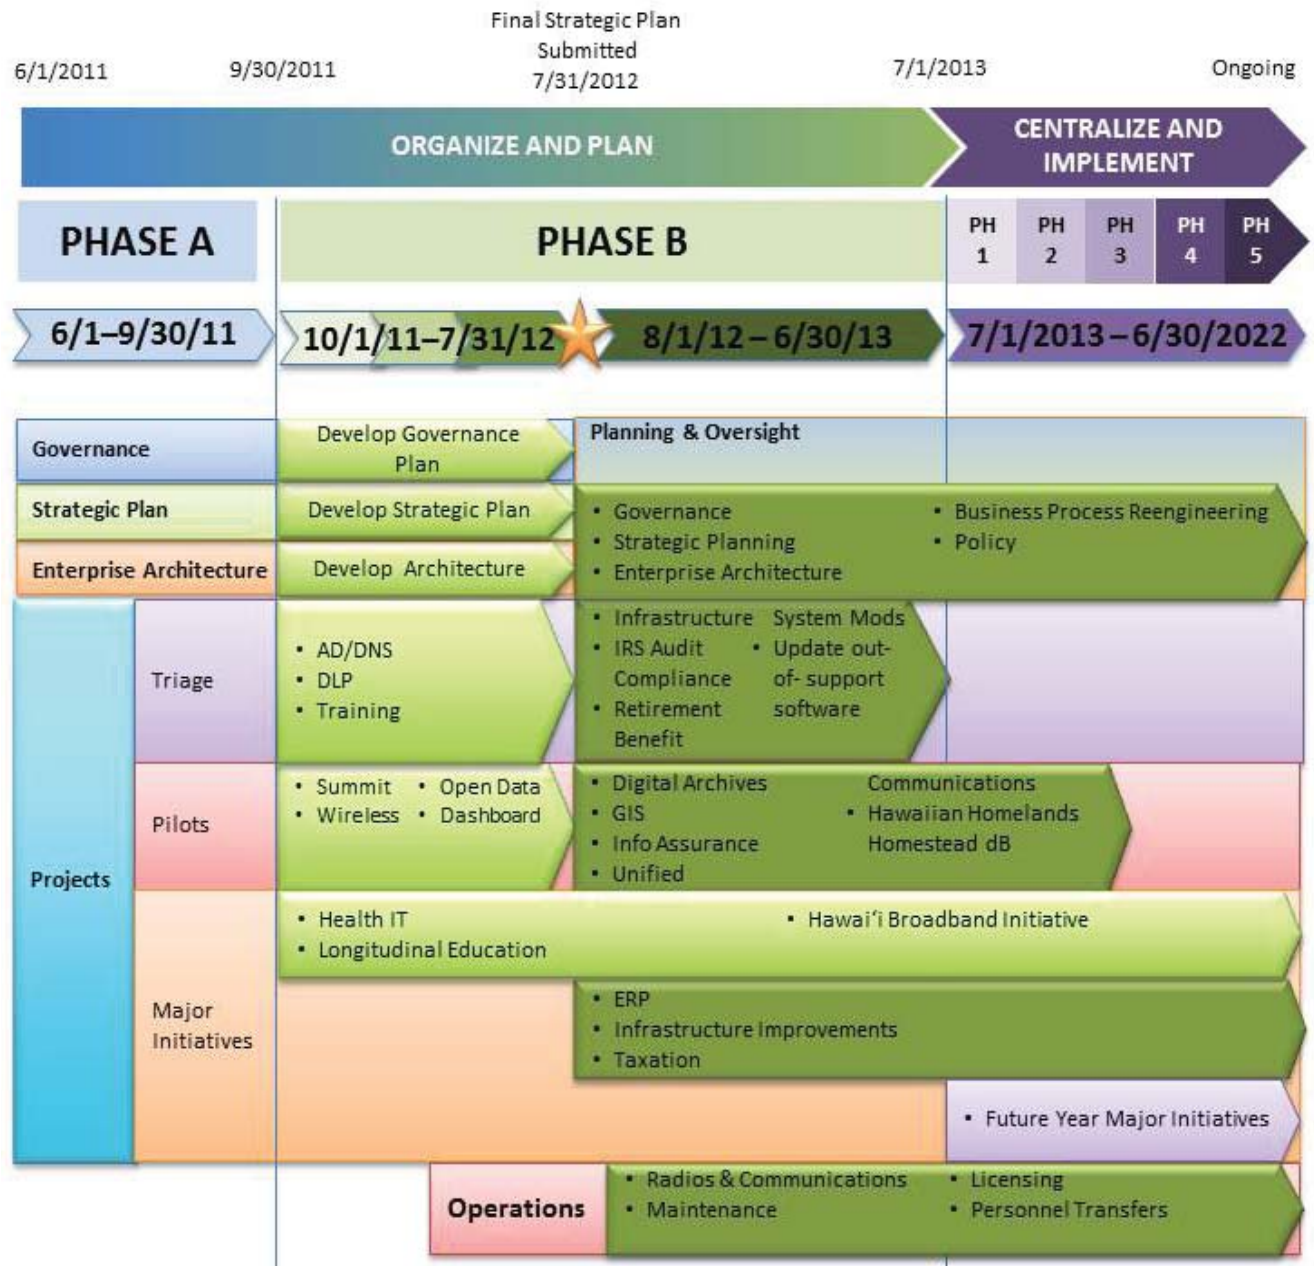 Final Strategic Plan
Submitted
7/31/2012
6/1/2011
9/30/2011
7/1/2013
Ongoing
ORGANIZE AND PLAN
CENTRALIZE AND
IMPLEMENT
PHASE A
PHASE B
PH
1
PH
2
PH
3
PH
4
PH
5
6/1–9/30/11
10/1/11–7/31/12
8/1/12 – 6/30/13
7/1/2013 – 6/30/2022
Governance
Develop Governance
Plan
Planning & Oversight
Strategic Plan
Develop Strategic Plan
Enterprise Architecture
Develop Architecture
• Governance
• Strategic Planning
• Enterprise Architecture
• Business Process Reengineering
• Policy
Projects
Triage
• AD/DNS
• DLP
• Training
• Infrastructure
• IRS Audit
Compliance
• Retirement
Benefit
System Mods
• Update out-
of- support
software
Pilots
• Summit
• Wireless
• Open Data
• Dashboard
• Digital Archives
• GIS
• Info Assurance
• Unified
Communications
• Hawaiian Homelands
Homestead dB
Major
Initiatives
• Health IT
• Longitudinal Education
• Hawai‘i Broadband Initiative
• ERP
• Infrastructure Improvements
• Taxation
• Future Year Major Initiatives
Operations
• Radios & Communications
• Maintenance
• Licensing
• Personnel Transfers